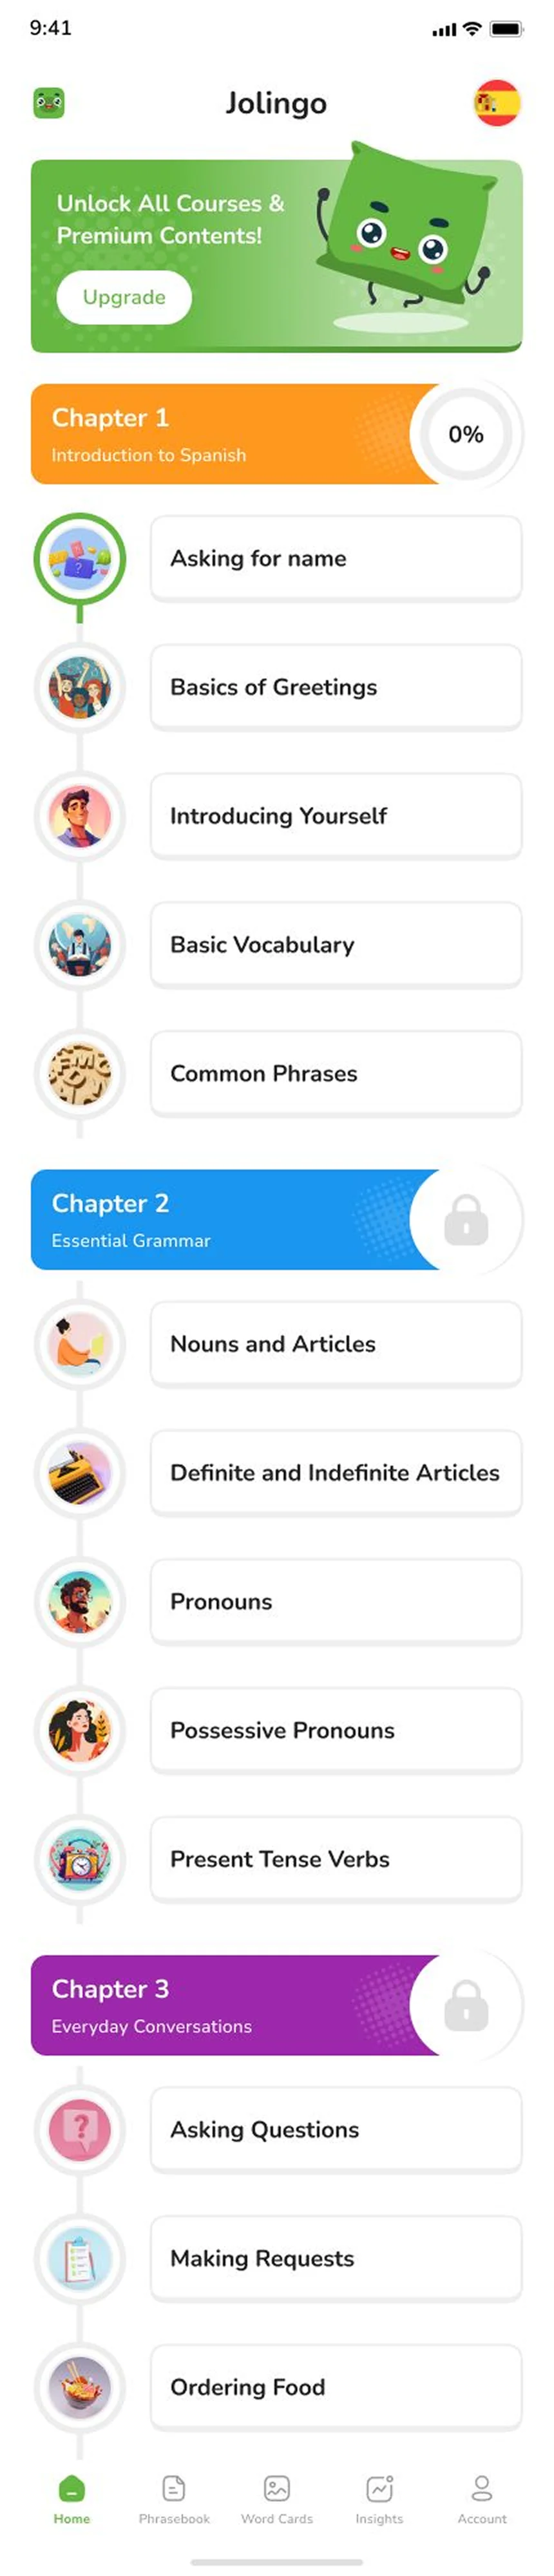 9:41
Jolingo
Unlock All Courses &
Premium Contents!
Upgrade
Chapter 1
Introduction to Spanish
0%
Asking for name
Basics of Greetings
Introducing Yourself
Basic Vocabulary
Common Phrases
Chapter 2
Essential Grammar
Nouns and Articles
Definite and Indefinite Articles
Pronouns
Possessive Pronouns
Present Tense Verbs
Chapter 3
Everyday Conversations
?
Asking Questions
Making Requests
Ordering Food
Home
Phrasebook
Word Cards
Insights
Account